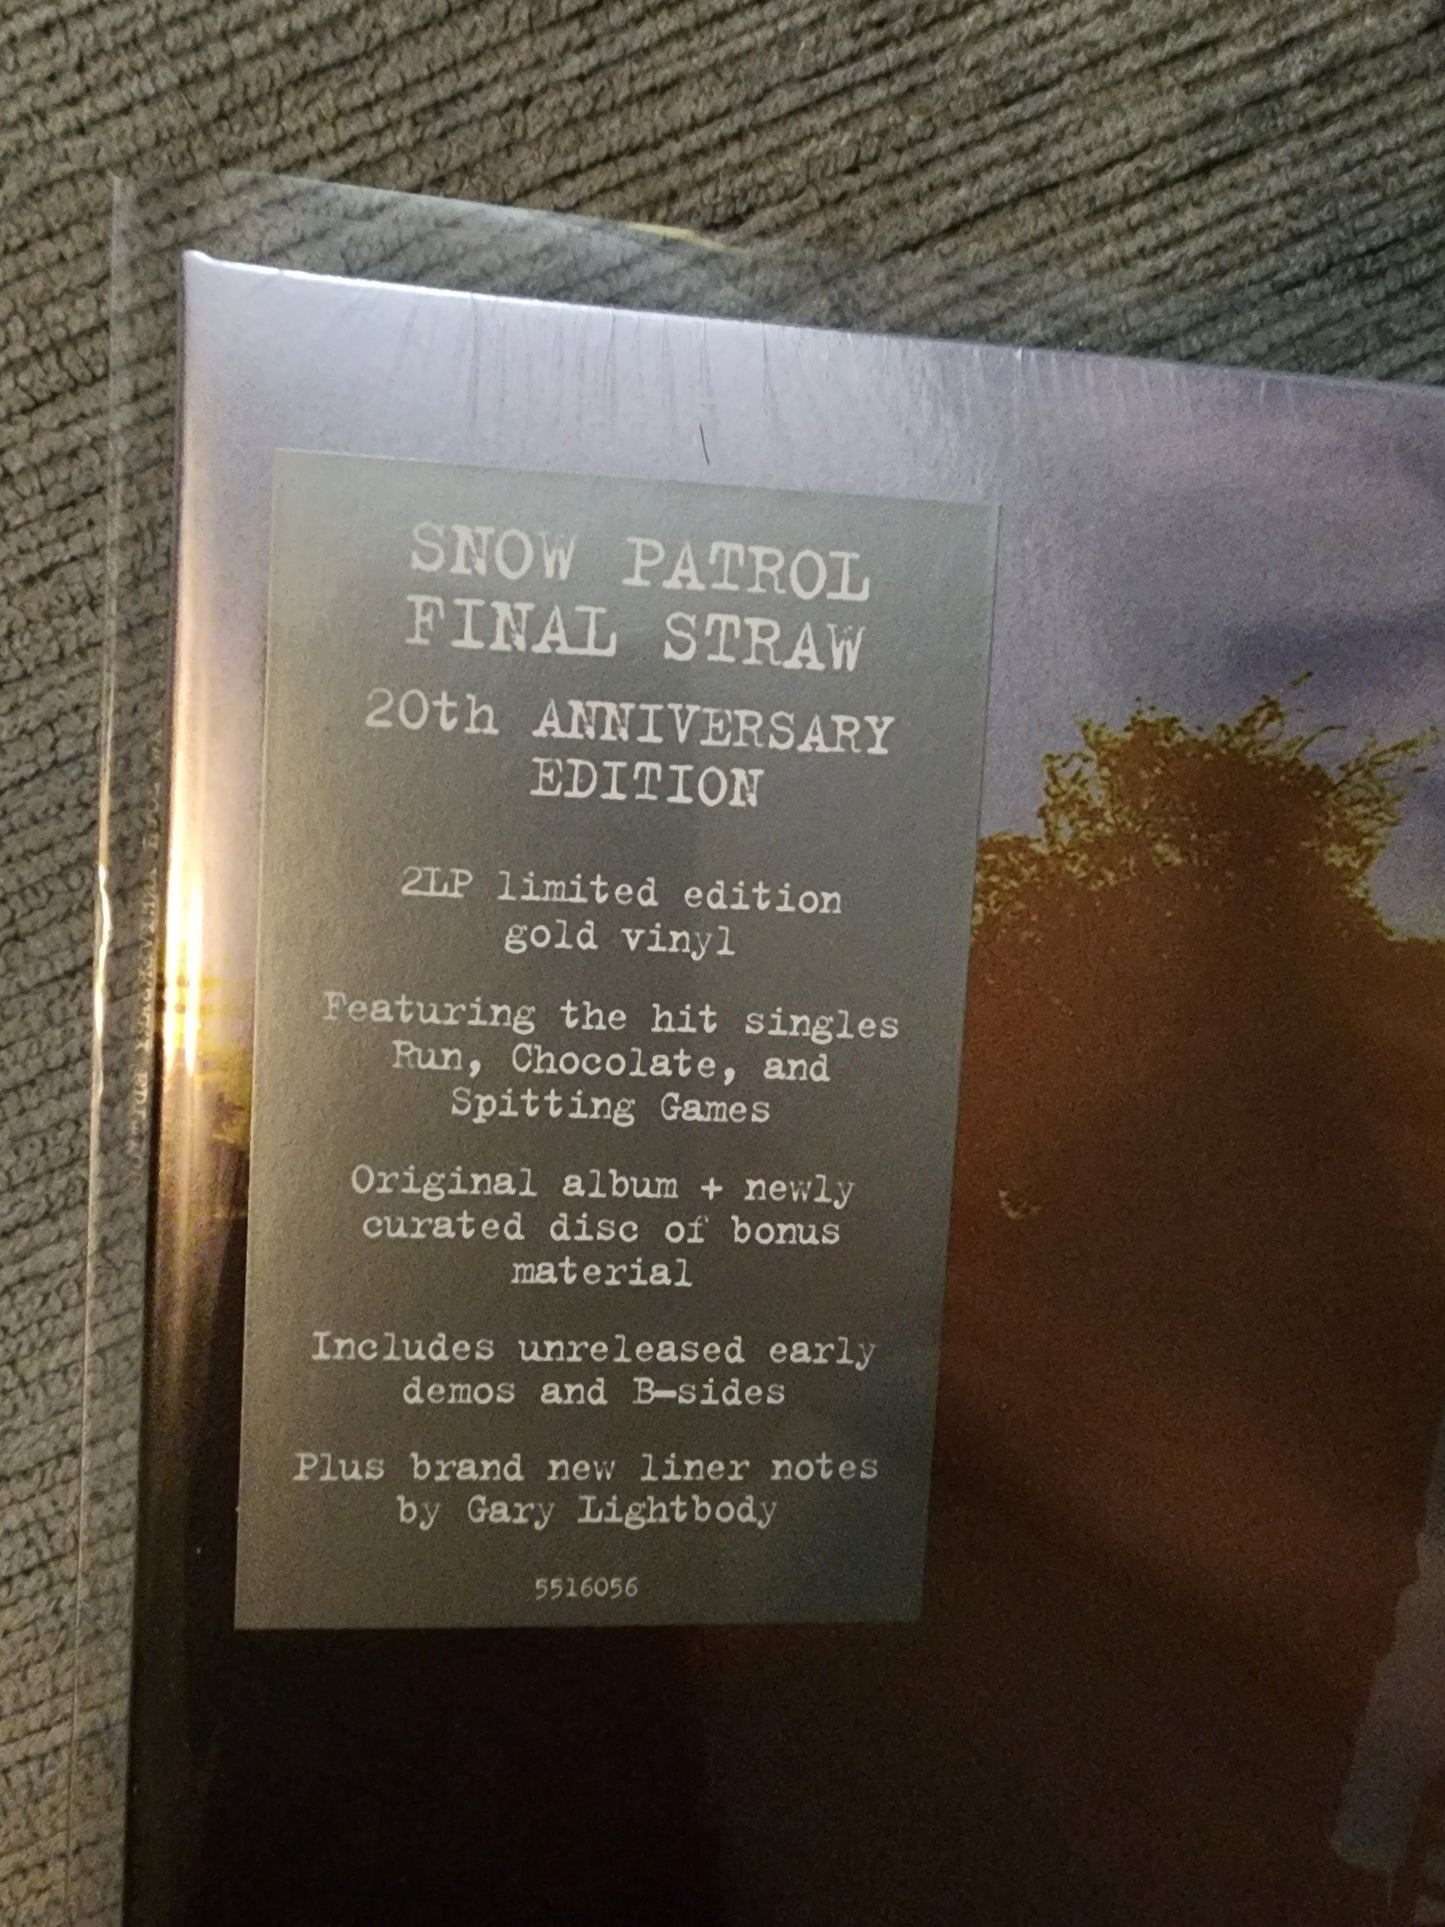 SNOW PATROL
FINAL STRAW
20th ANNIVERSARY
EDITION
2LP limited edition
gold vinyl
Featuring the hit singles
Run, Chocolate, and
Spitting Games
Original album + newly
curated disc of bonus
material
Includes unreleased early
demos and B-sides
Plus brand new liner notes
by Gary Lightbody
5516056